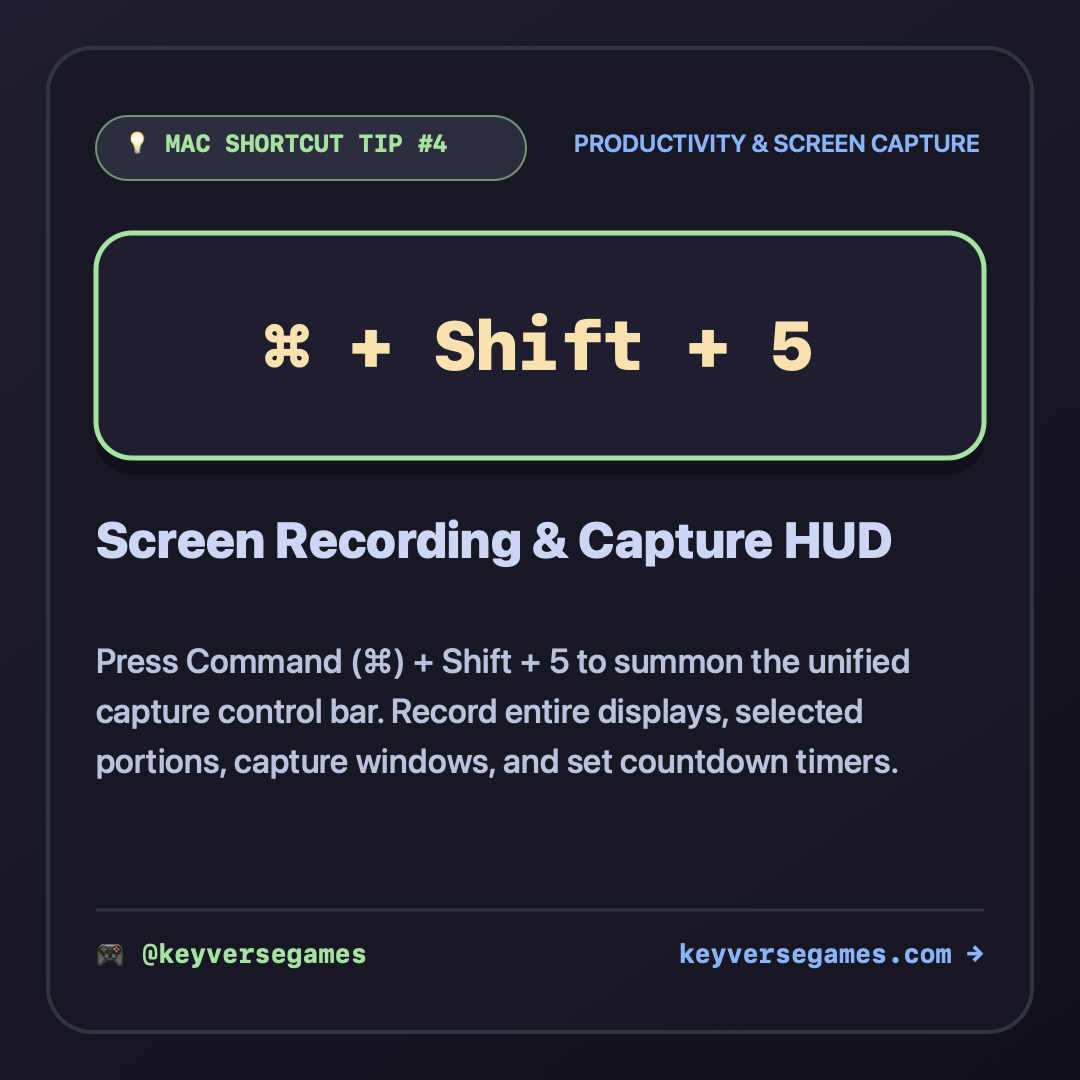 💡 MAC SHORTCUT TIP #4
PRODUCTIVITY & SCREEN CAPTURE
⌘ + Shift + 5
Screen Recording & Capture HUD
Press Command (⌘) + Shift + 5 to summon the unified
capture control bar. Record entire displays, selected
portions, capture windows, and set countdown timers.
🎮 @keyversegames
keyversegames.com →